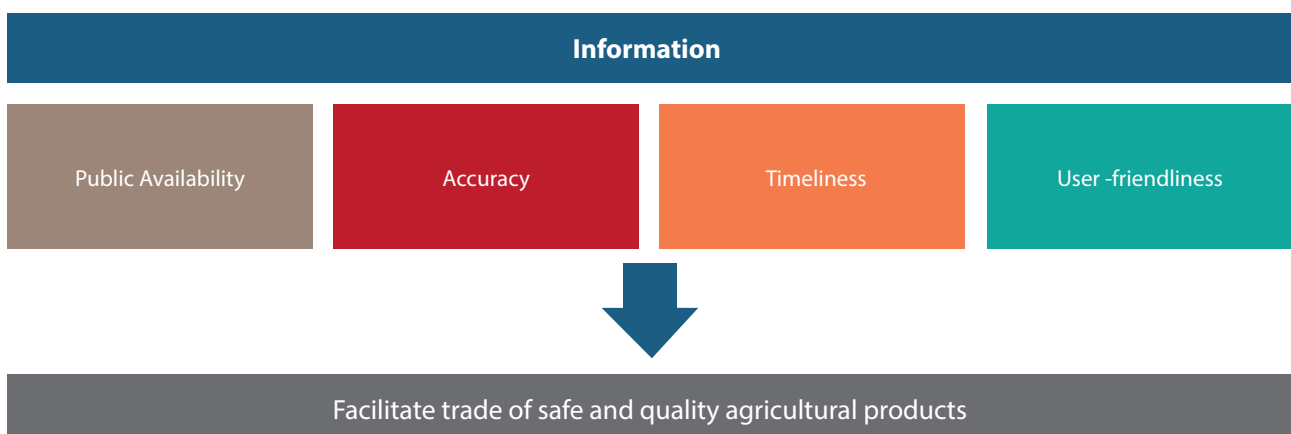 Information
Public Availability
Accuracy
Timeliness
User -friendliness
Facilitate trade of safe and quality agricultural products